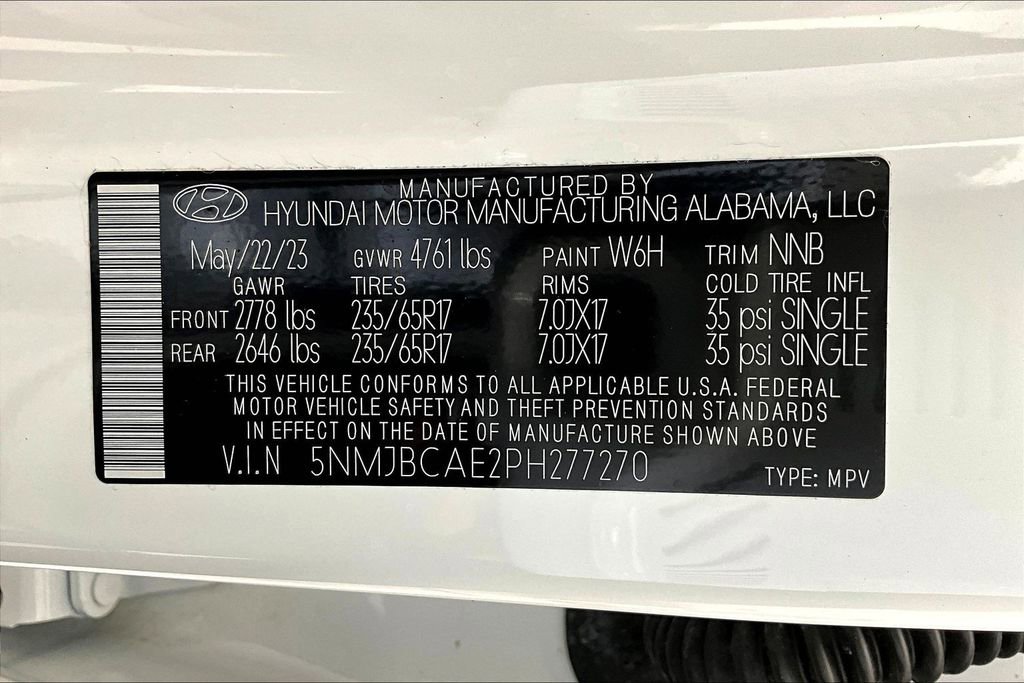 MANUFACTURED BY
HYUNDAI MOTOR MANUFACTURING ALABAMA, LLC
May/22/23 GVWR 4761 lbs PAINT W6H TRIM NNB
GAWR TIRES RIMS COLD TIRE INFL
FRONT 2778 lbs 235/65R17 7.0JX17 35 psi SINGLE
REAR 2646 lbs 235/65R17 7.0JX17 35 psi SINGLE
THIS VEHICLE CONFORMS TO ALL APPLICABLE U.S.A. FEDERAL
MOTOR VEHICLE SAFETY AND THEFT PREVENTION STANDARDS
IN EFFECT ON THE DATE OF MANUFACTURE SHOWN ABOVE
V.I.N 5NMJBCAE2PH277270 TYPE: MPV